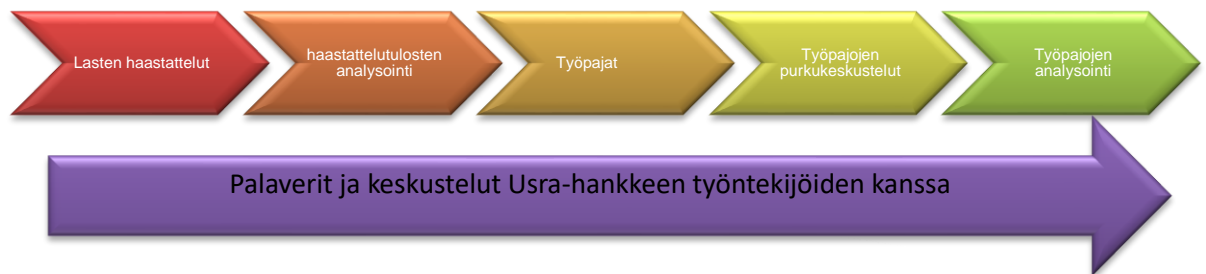 Lasten haastattelut
haastattelutulosten
analysointi
Työpajat
Työpajojen
purkukeskustelut
Työpajojen
analysointi
Palaverit ja keskustelut Usra-hankkeen työntekijöiden kanssa